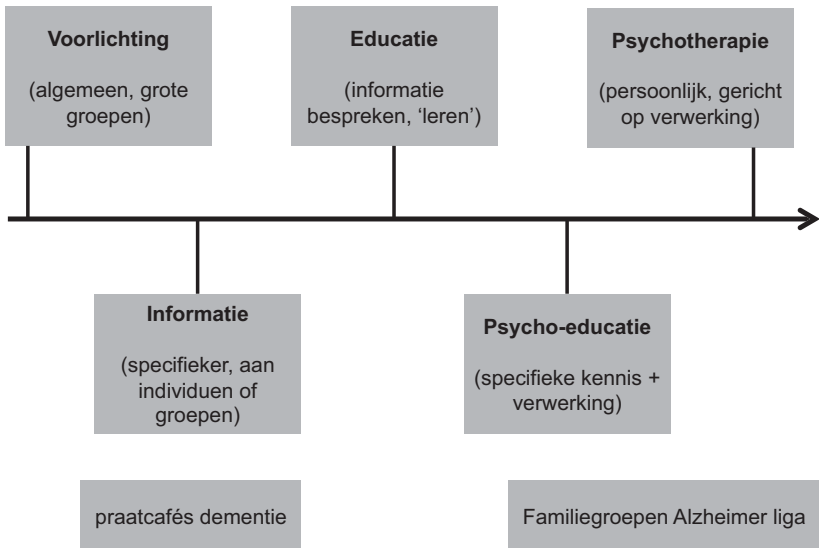 Voorlichting
(algemeen, grote
groepen)
Educatie
(informatie
bespreken, ‘leren’)
Psychotherapie
(persoonlijk, gericht
op verwerking)
Informatie
(specifieker, aan
individuen of
groepen)
Psycho-educatie
(specifieke kennis +
verwerking)
praatcafés dementie
Familiegroepen Alzheimer liga